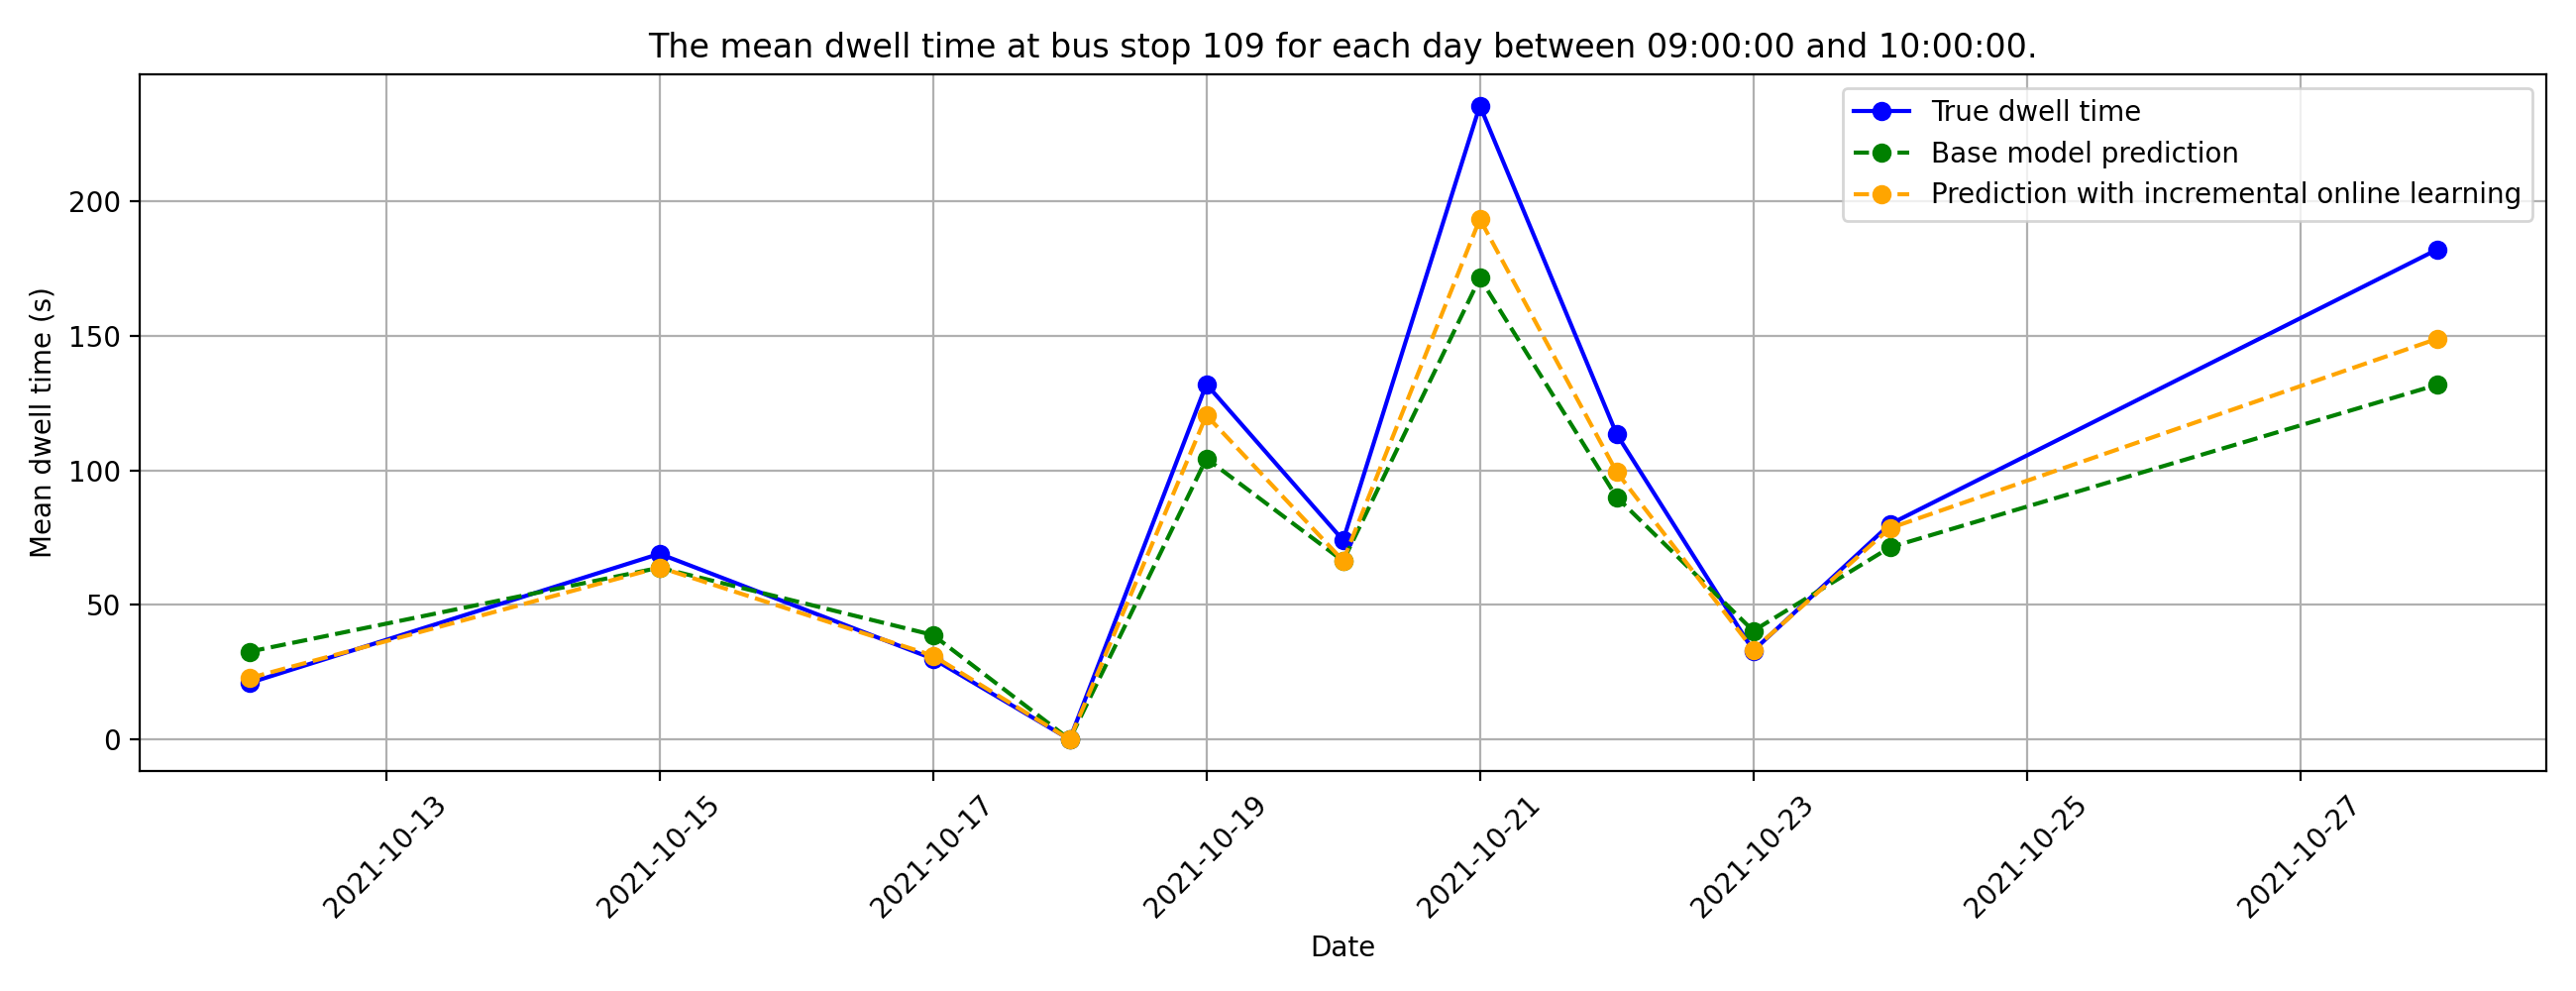 The mean dwell time at bus stop 109 for each day between 09:00:00 and 10:00:00.
True dwell time
Base model prediction
Prediction with incremental online learning
Mean dwell time (s)
200
150
100
50
0
2021-10-13
2021-10-15
2021-10-17
2021-10-19
2021-10-21
2021-10-23
2021-10-25
2021-10-27
Date